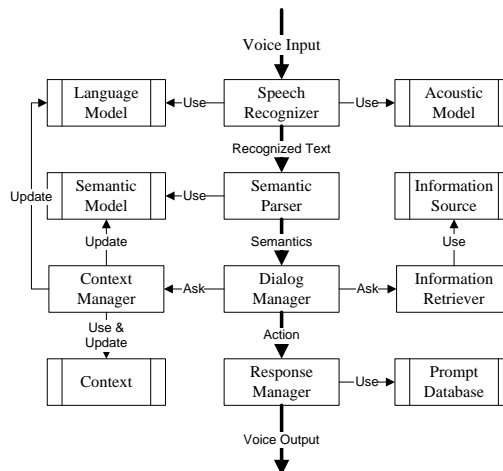 Voice Input
Language
Model
Use
Speech
Recognizer
Use
Acoustic
Model
Recognized Text
Update
Semantic
Model
Use
Semantic
Parser
Information
Source
Update
Semantics
Use
Context
Manager
Ask
Dialog
Manager
Ask
Information
Retriever
Use &
Update
Action
Context
Response
Manager
Use
Prompt
Database
Voice Output